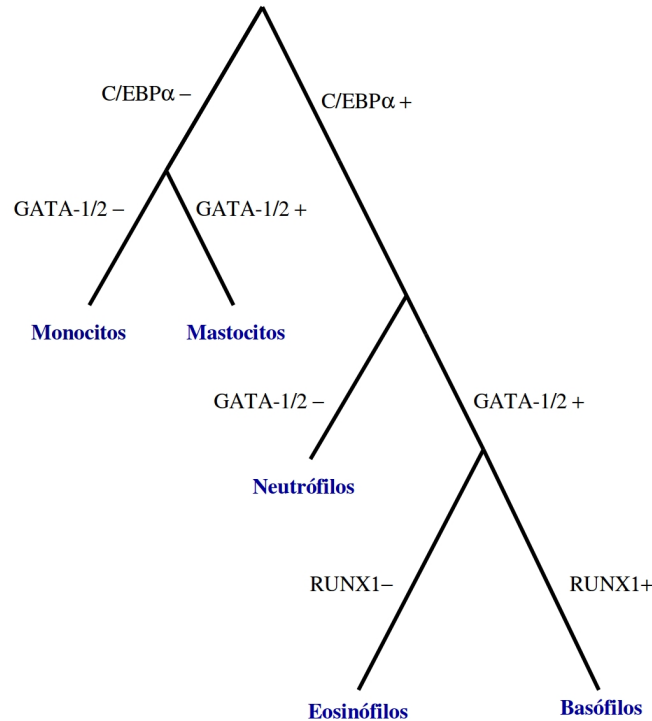 C/EBPα −
C/EBPα +
GATA-1/2 −
GATA-1/2 +
Monocitos
Mastocitos
GATA-1/2 −
GATA-1/2 +
Neutrófilos
RUNX1−
RUNX1+
Eosinófilos
Basófilos